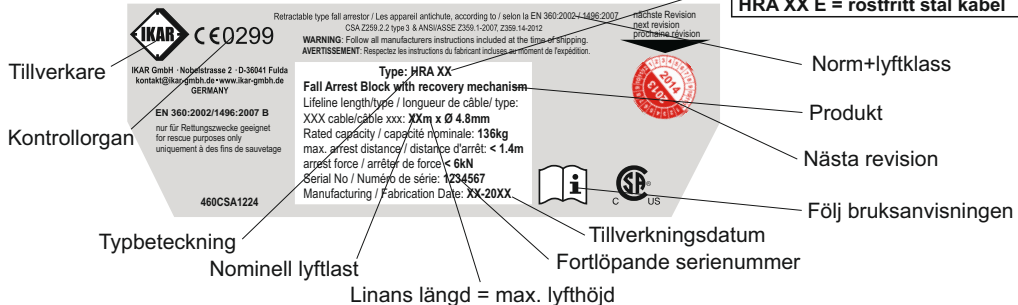 HRA XX E = rostfritt stål kabel
IKAR
CE0299
Retractable type fall arrestor / Les appareil antichute, according to / selon la EN 360:2002 / 1496:2007
CSA Z259.2.2 type 3 & ANSI/ASSE Z359.1-2007, Z359.14-2012
WARNING: Follow all manufacturers instructions included at the time of shipping.
AVERTISSEMENT: Respectez les instructions du fabricant incluses au moment de l'expédition.
nächste Revision
next revision
prochaine révision
IKAR GmbH · Nobelstrasse 2 · D-36041 Fulda
kontakt@ikar-gmbh.de • www.ikar-gmbh.de
GERMANY
EN 360:2002/1496:2007 B
nur für Rettungszwecke geeignet
for rescue purposes only
uniquement à des fins de sauvetage
460CSA1224
Type: HRA XX
Fall Arrest Block with recovery mechanism
Lifeline length/type / longueur de câble/ type:
XXX cable/câble xxx: XXm x Ø 4.8mm
Rated capacity / capacité nominale: 136kg
max. arrest distance / distance d'arrêt: < 1.4m
arrest force / arrêter de force < 6kN
Serial No / Numéro de série: 1234567
Manufacturing / Fabrication Date: XX-20XX
2014
2013
i
C SA ® US
Tillverkare
Kontrollorgan
Typbeteckning
Nominell lyftlast
Linans längd = max. lyfthöjd
Fortlöpande serienummer
Tillverkningsdatum
Följ bruksanvisningen
Nästa revision
Produkt
Norm+lyftklass